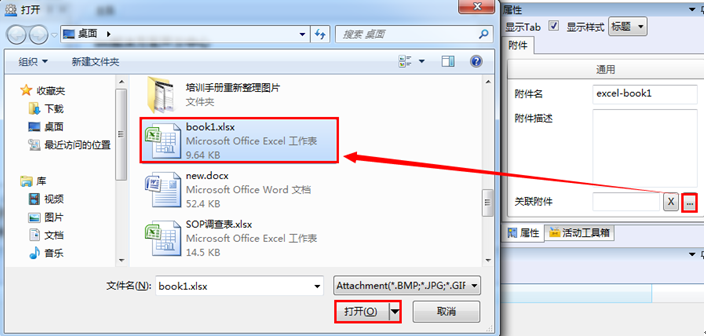 打开
桌面
搜索 桌面
组织
新建文件夹
收藏夹
下载
桌面
最近访问的位置
库
视频
图片
文档
音乐
培训手册重新整理图片
文件夹
book1.xlsx
Microsoft Office Excel 工作表
9.64 KB
new.docx
Microsoft Office Word 文档
52.4 KB
SOP调查表.xlsx
Microsoft Office Excel 工作表
14.5 KB
文件名(N): book1.xlsx
Attachment(*.BMP;*.JPG;*.GIF
打开(O)
取消
属性
显示Tab 显示样式 标题
附件
通用
附件名 excel-book1
附件描述
关联附件 X ...
属性 活动工具箱